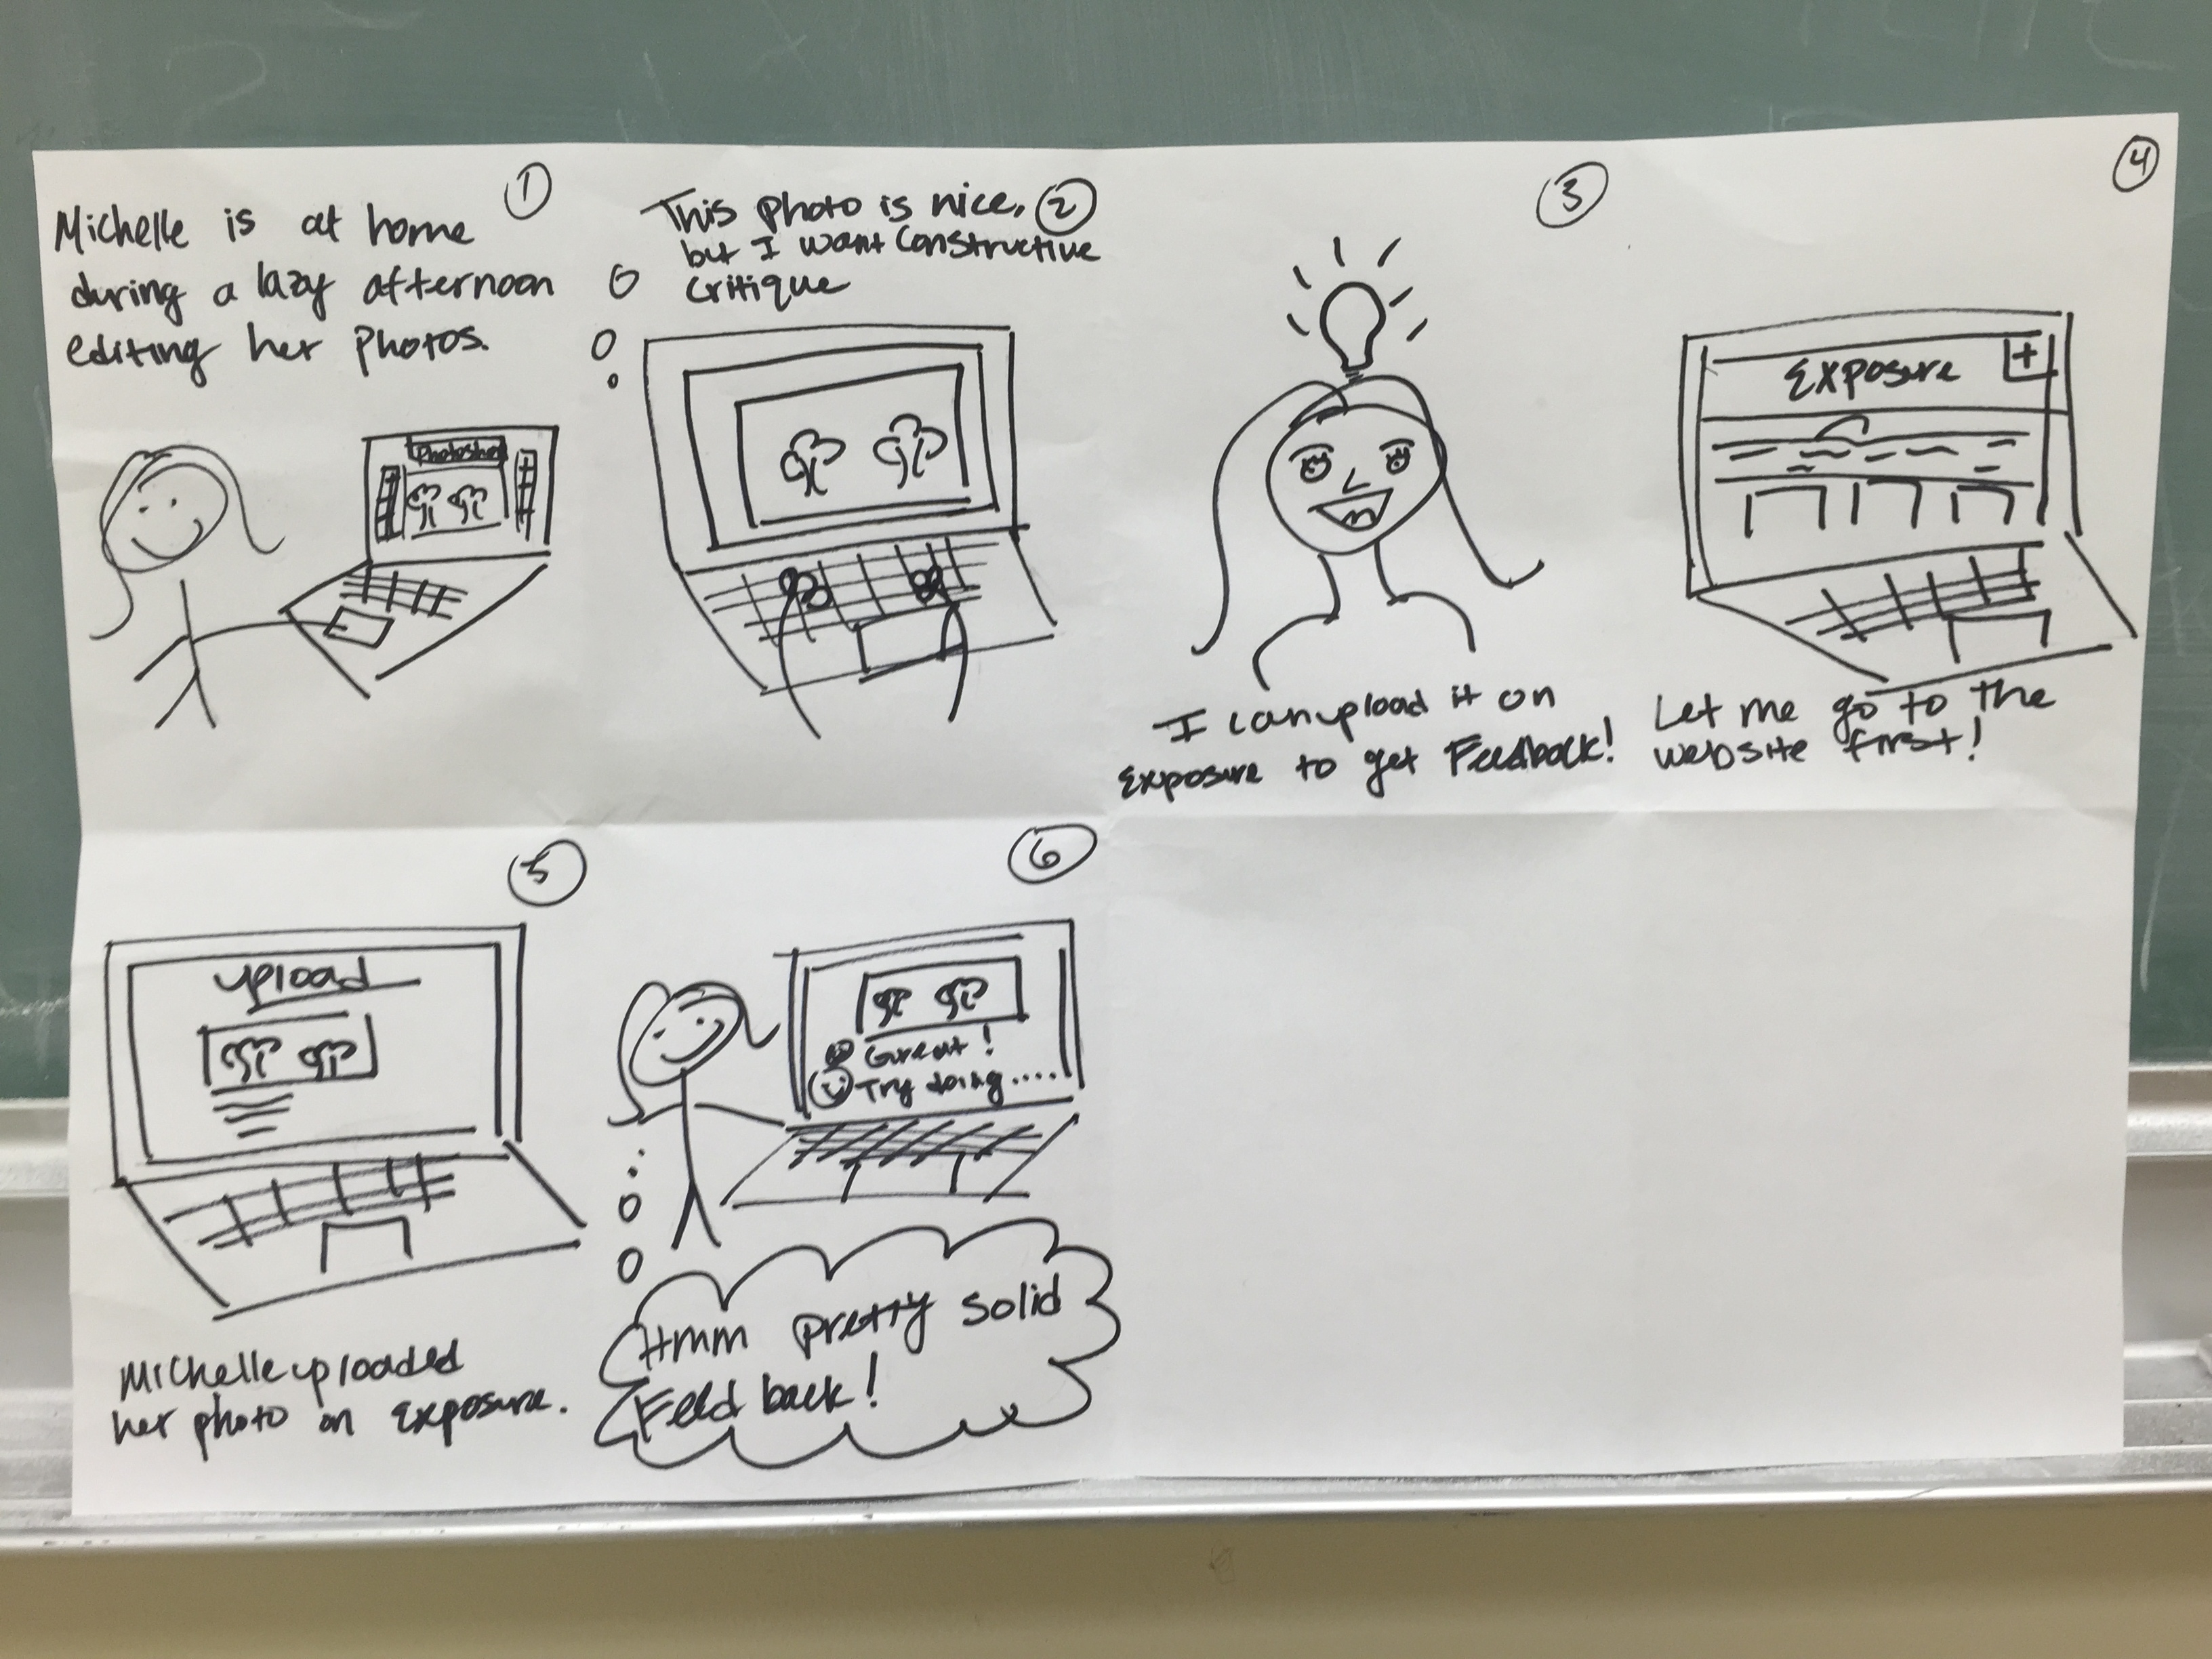 ①
Michelle is at home
during a lazy afternoon
editing her photos.
Photoshop
②
This photo is nice,
but I want constructive
critique
③
I can upload it on
Exposure to get Feedback!
④
Exposure +
Let me go to the
website first!
⑤
upload
Michelle uploaded
her photo on Exposure.
⑥
Great!
Try doing....
Hmm pretty solid
Feed back!